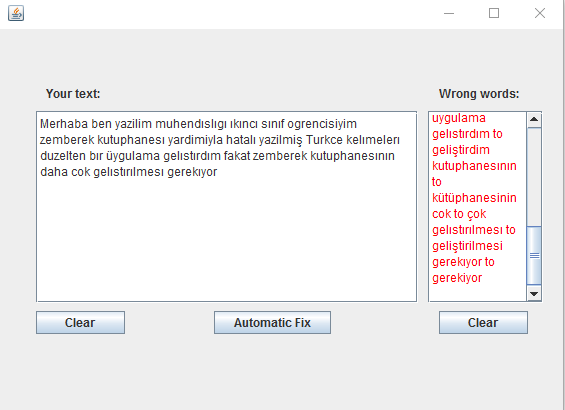 Your text:
Wrong words:
Merhaba ben yazilim muhendıslıgı ıkıncı sınıf ogrencisiyim
zemberek kutuphanesı yardimiyla hatalı yazilmiş Turkce kelımelerı
duzelten bır üygulama gelıstırdım fakat zemberek kutuphanesının
daha cok gelıstırılmesı gerekıyor
uygulama
gelıstırdım to
geliştirdim
kutuphanesının
to
kütüphanesinin
cok to çok
gelıstırılmesı to
geliştirilmesi
gerekıyor to
gerekiyor
Clear
Automatic Fix
Clear